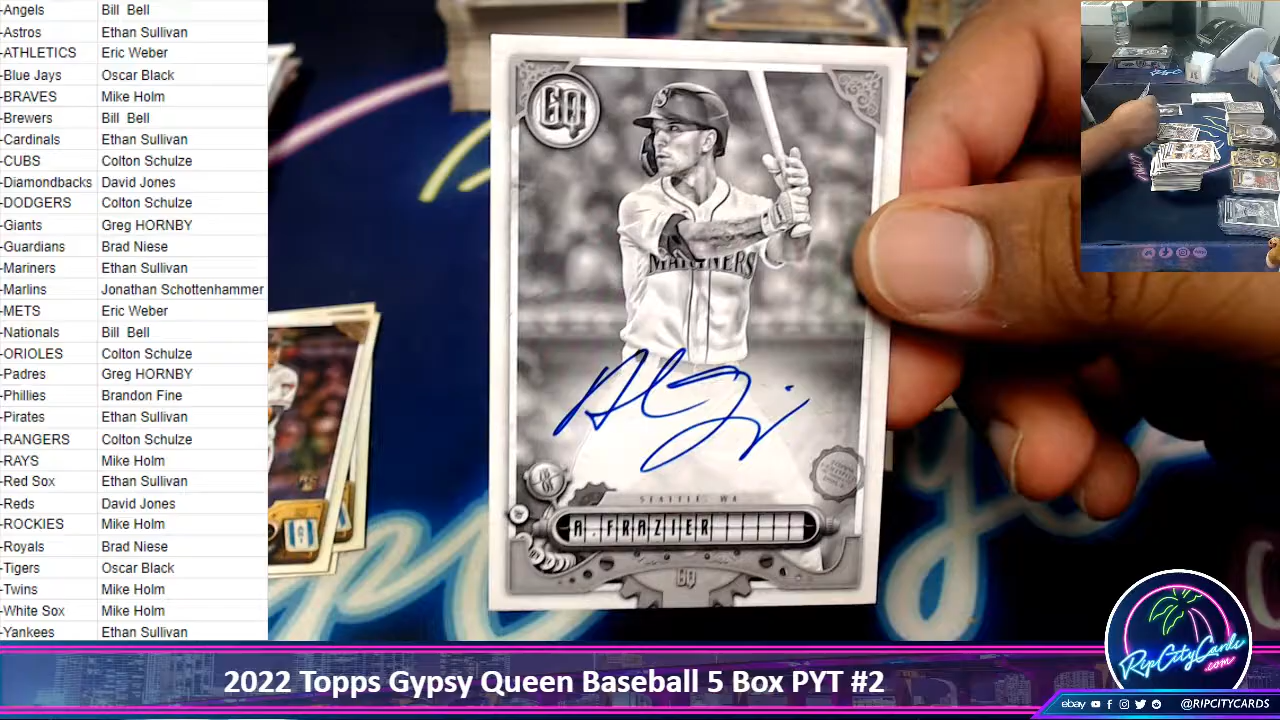 -Angels Bill Bell
-Astros Ethan Sullivan
-ATHLETICS Eric Weber
-Blue Jays Oscar Black
-BRAVES Mike Holm
-Brewers Bill Bell
-Cardinals Ethan Sullivan
-CUBS Colton Schulze
-Diamondbacks David Jones
-DODGERS Colton Schulze
-Giants Greg HORNBY
-Guardians Brad Niese
-Mariners Ethan Sullivan
-Marlins Jonathan Schottenhammer
-METS Eric Weber
-Nationals Bill Bell
-ORIOLES Colton Schulze
-Padres Greg HORNBY
-Phillies Brandon Fine
-Pirates Ethan Sullivan
-RANGERS Colton Schulze
-RAYS Mike Holm
-Red Sox Ethan Sullivan
-Reds David Jones
-ROCKIES Mike Holm
-Royals Brad Niese
-Tigers Oscar Black
-Twins Mike Holm
-White Sox Mike Holm
-Yankees Ethan Sullivan
GQ
S
MARINERS
SEATTLE, WA
A. FRAZIER
GQ
RipCityCards
.com
2022 Topps Gypsy Queen Baseball 5 Box PYT #2
ebay @RIPCITYCARDS